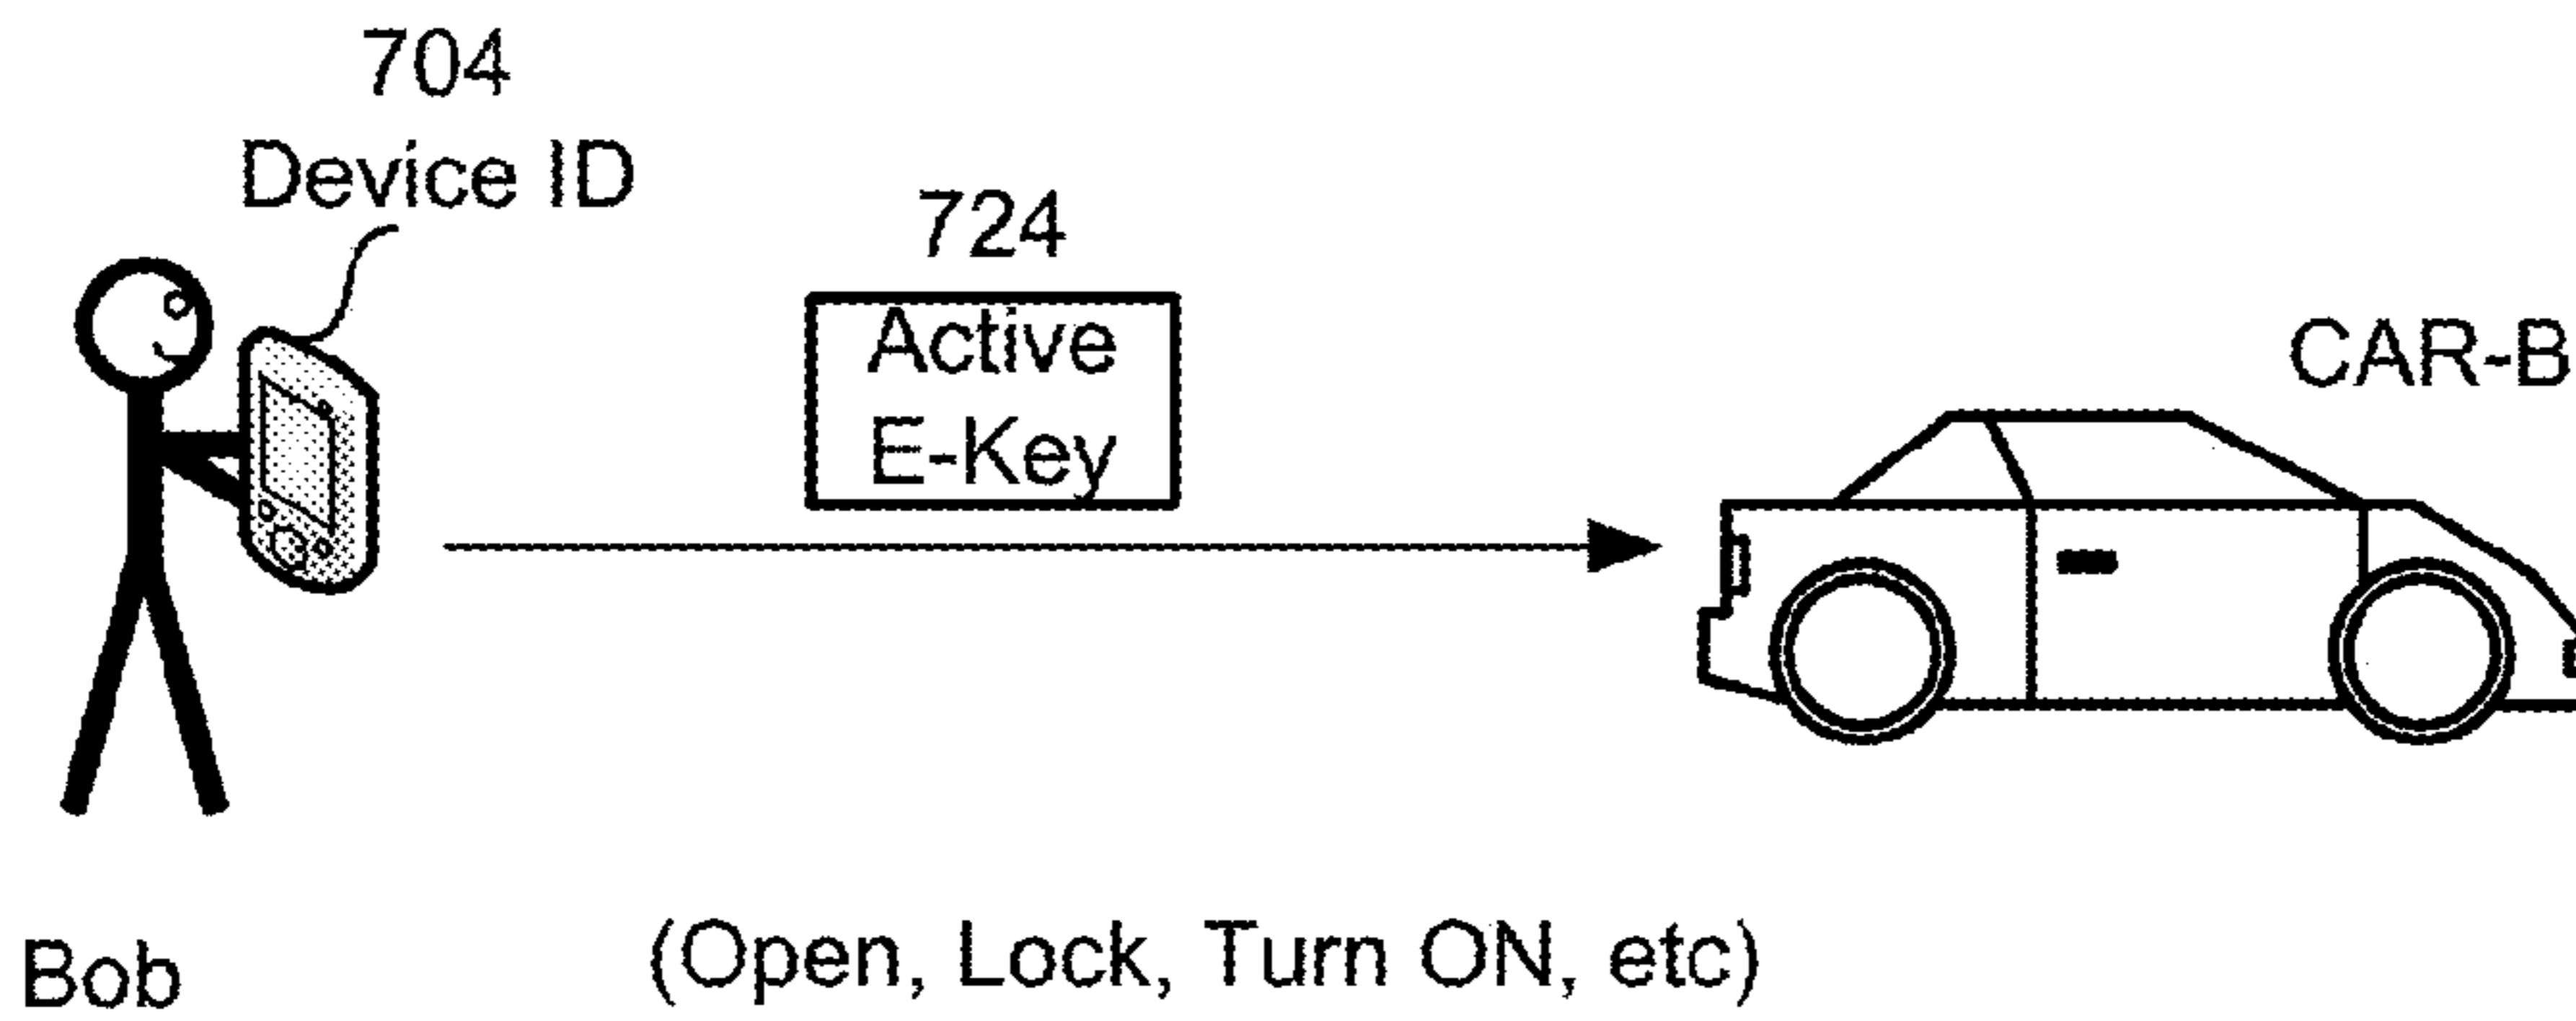 704
Device ID
724
Active
E-Key
CAR-B
Bob
(Open, Lock, Turn ON, etc)